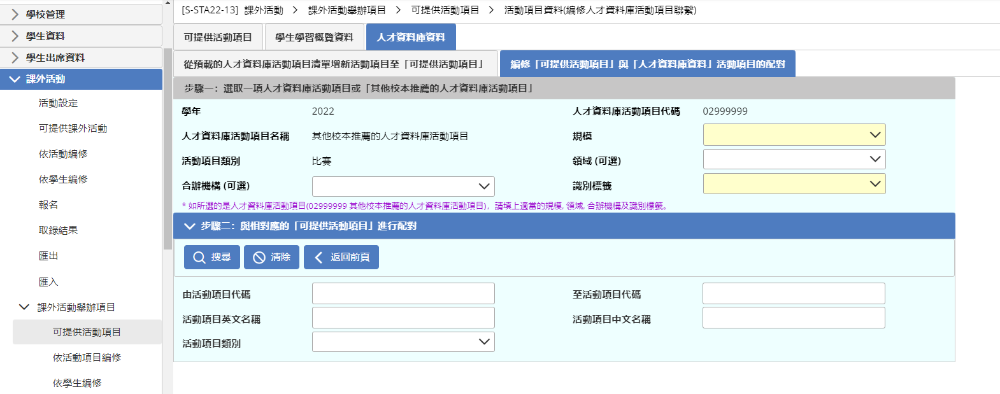 學校管理
學生資料
學生出席資料
課外活動
活動設定
可提供課外活動
依活動編修
依學生編修
報名
取錄結果
匯出
匯入
課外活動舉辦項目
可提供活動項目
依活動項目編修
依學生編修
[S-STA22-13] 課外活動 > 課外活動舉辦項目 > 可提供活動項目 > 活動項目資料(編修人才資料庫活動項目聯繫)
可提供活動項目 學生學習概覽資料 人才資料庫資料
從預載的人才資料庫活動項目清單增新活動項目至「可提供活動項目」 編修「可提供活動項目」與「人才資料庫資料」活動項目的配對
步驟一：選取一項人才資料庫活動項目或「其他校本推薦的人才資料庫活動項目」
學年 2022 人才資料庫活動項目代碼 02999999
人才資料庫活動項目名稱 其他校本推薦的人才資料庫活動項目 規模
活動項目類別 比賽 領域 (可選)
合辦機構 (可選) 識別標籤
* 如所選的是人才資料庫活動項目(02999999 其他校本推薦的人才資料庫活動項目)，請填上適當的規模, 領域, 合辦機構及識別標籤。
步驟二：與相對應的「可提供活動項目」進行配對
搜尋 清除 返回前頁
由活動項目代碼 至活動項目代碼
活動項目英文名稱 活動項目中文名稱
活動項目類別